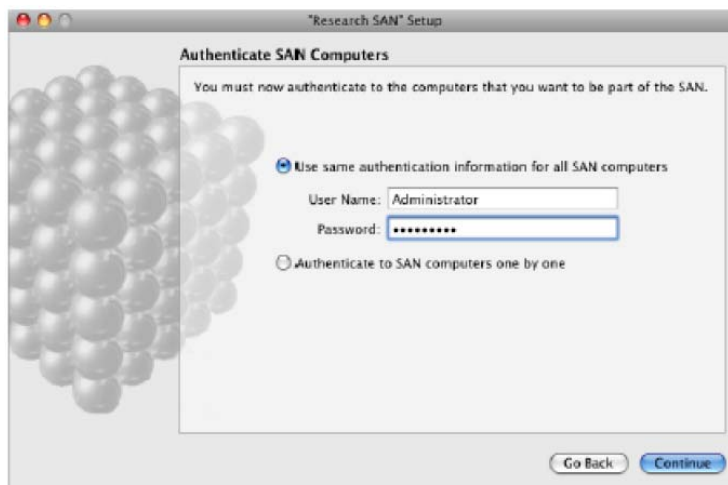 "Research SAN" Setup
Authenticate SAN Computers
You must now authenticate to the computers that you want to be part of the SAN.
Use same authentication information for all SAN computers
User Name: Administrator
Password: •••••••••
Authenticate to SAN computers one by one
Go Back Continue